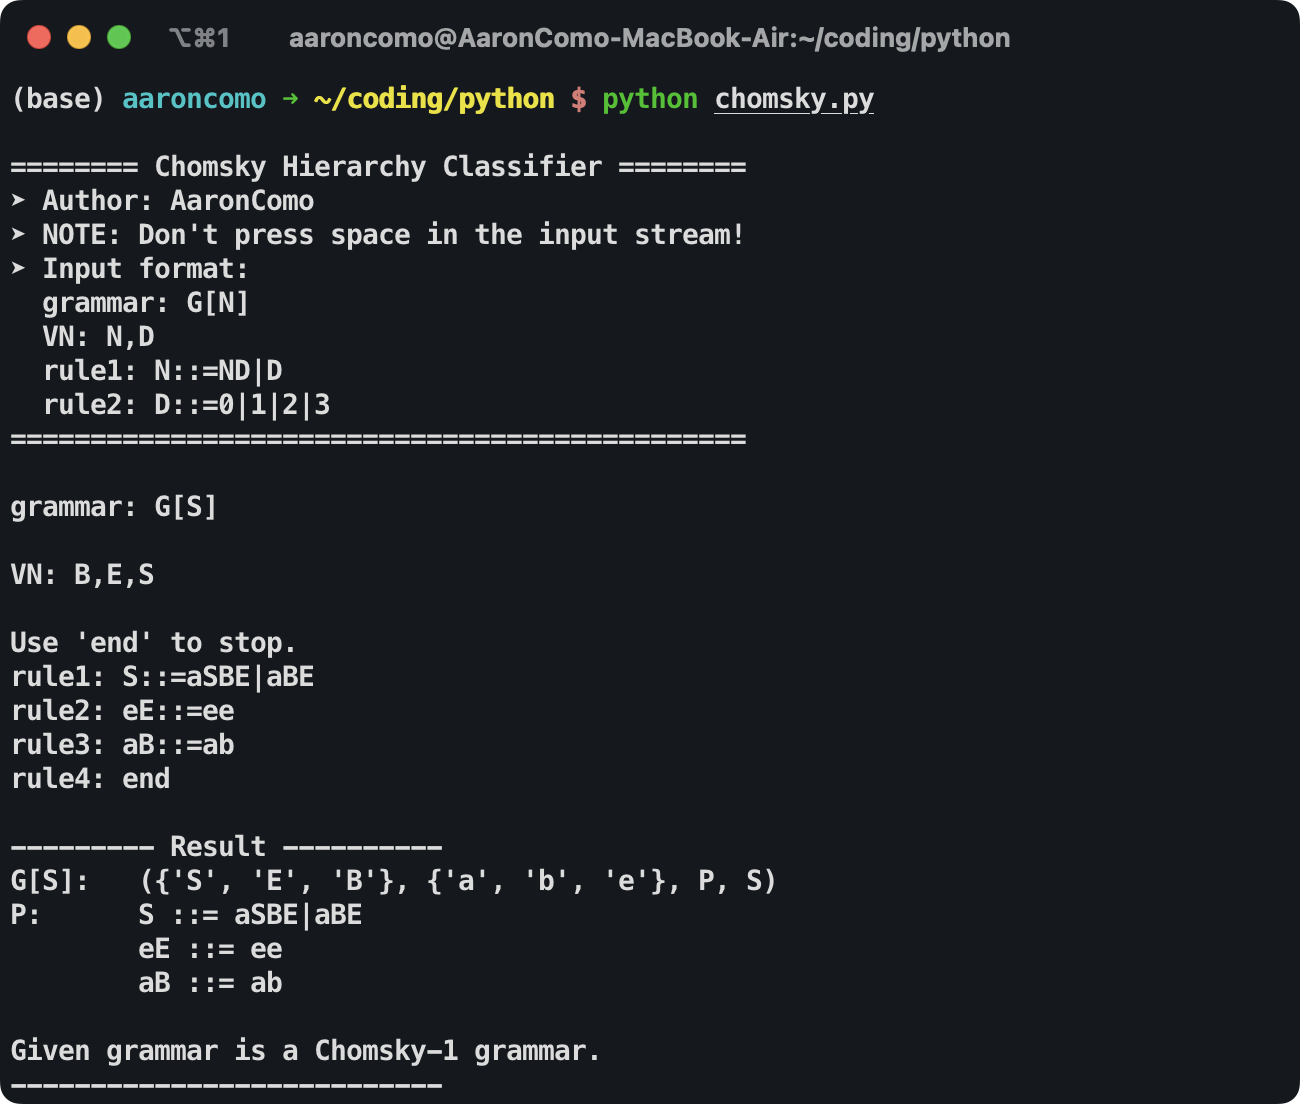 ⌥⌘1 aaroncomo@AaronComo-MacBook-Air:~/coding/python
(base) aaroncomo ➜ ~/coding/python $ python chomsky.py
======== Chomsky Hierarchy Classifier ========
➤ Author: AaronComo
➤ NOTE: Don't press space in the input stream!
➤ Input format:
  grammar: G[N]
  VN: N,D
  rule1: N::=ND|D
  rule2: D::=0|1|2|3
==============================================
grammar: G[S]
VN: B,E,S
Use 'end' to stop.
rule1: S::=aSBE|aBE
rule2: eE::=ee
rule3: aB::=ab
rule4: end
--------- Result ----------
G[S]:   ({'S', 'E', 'B'}, {'a', 'b', 'e'}, P, S)
P:      S ::= aSBE|aBE
        eE ::= ee
        aB ::= ab
Given grammar is a Chomsky-1 grammar.
---------------------------